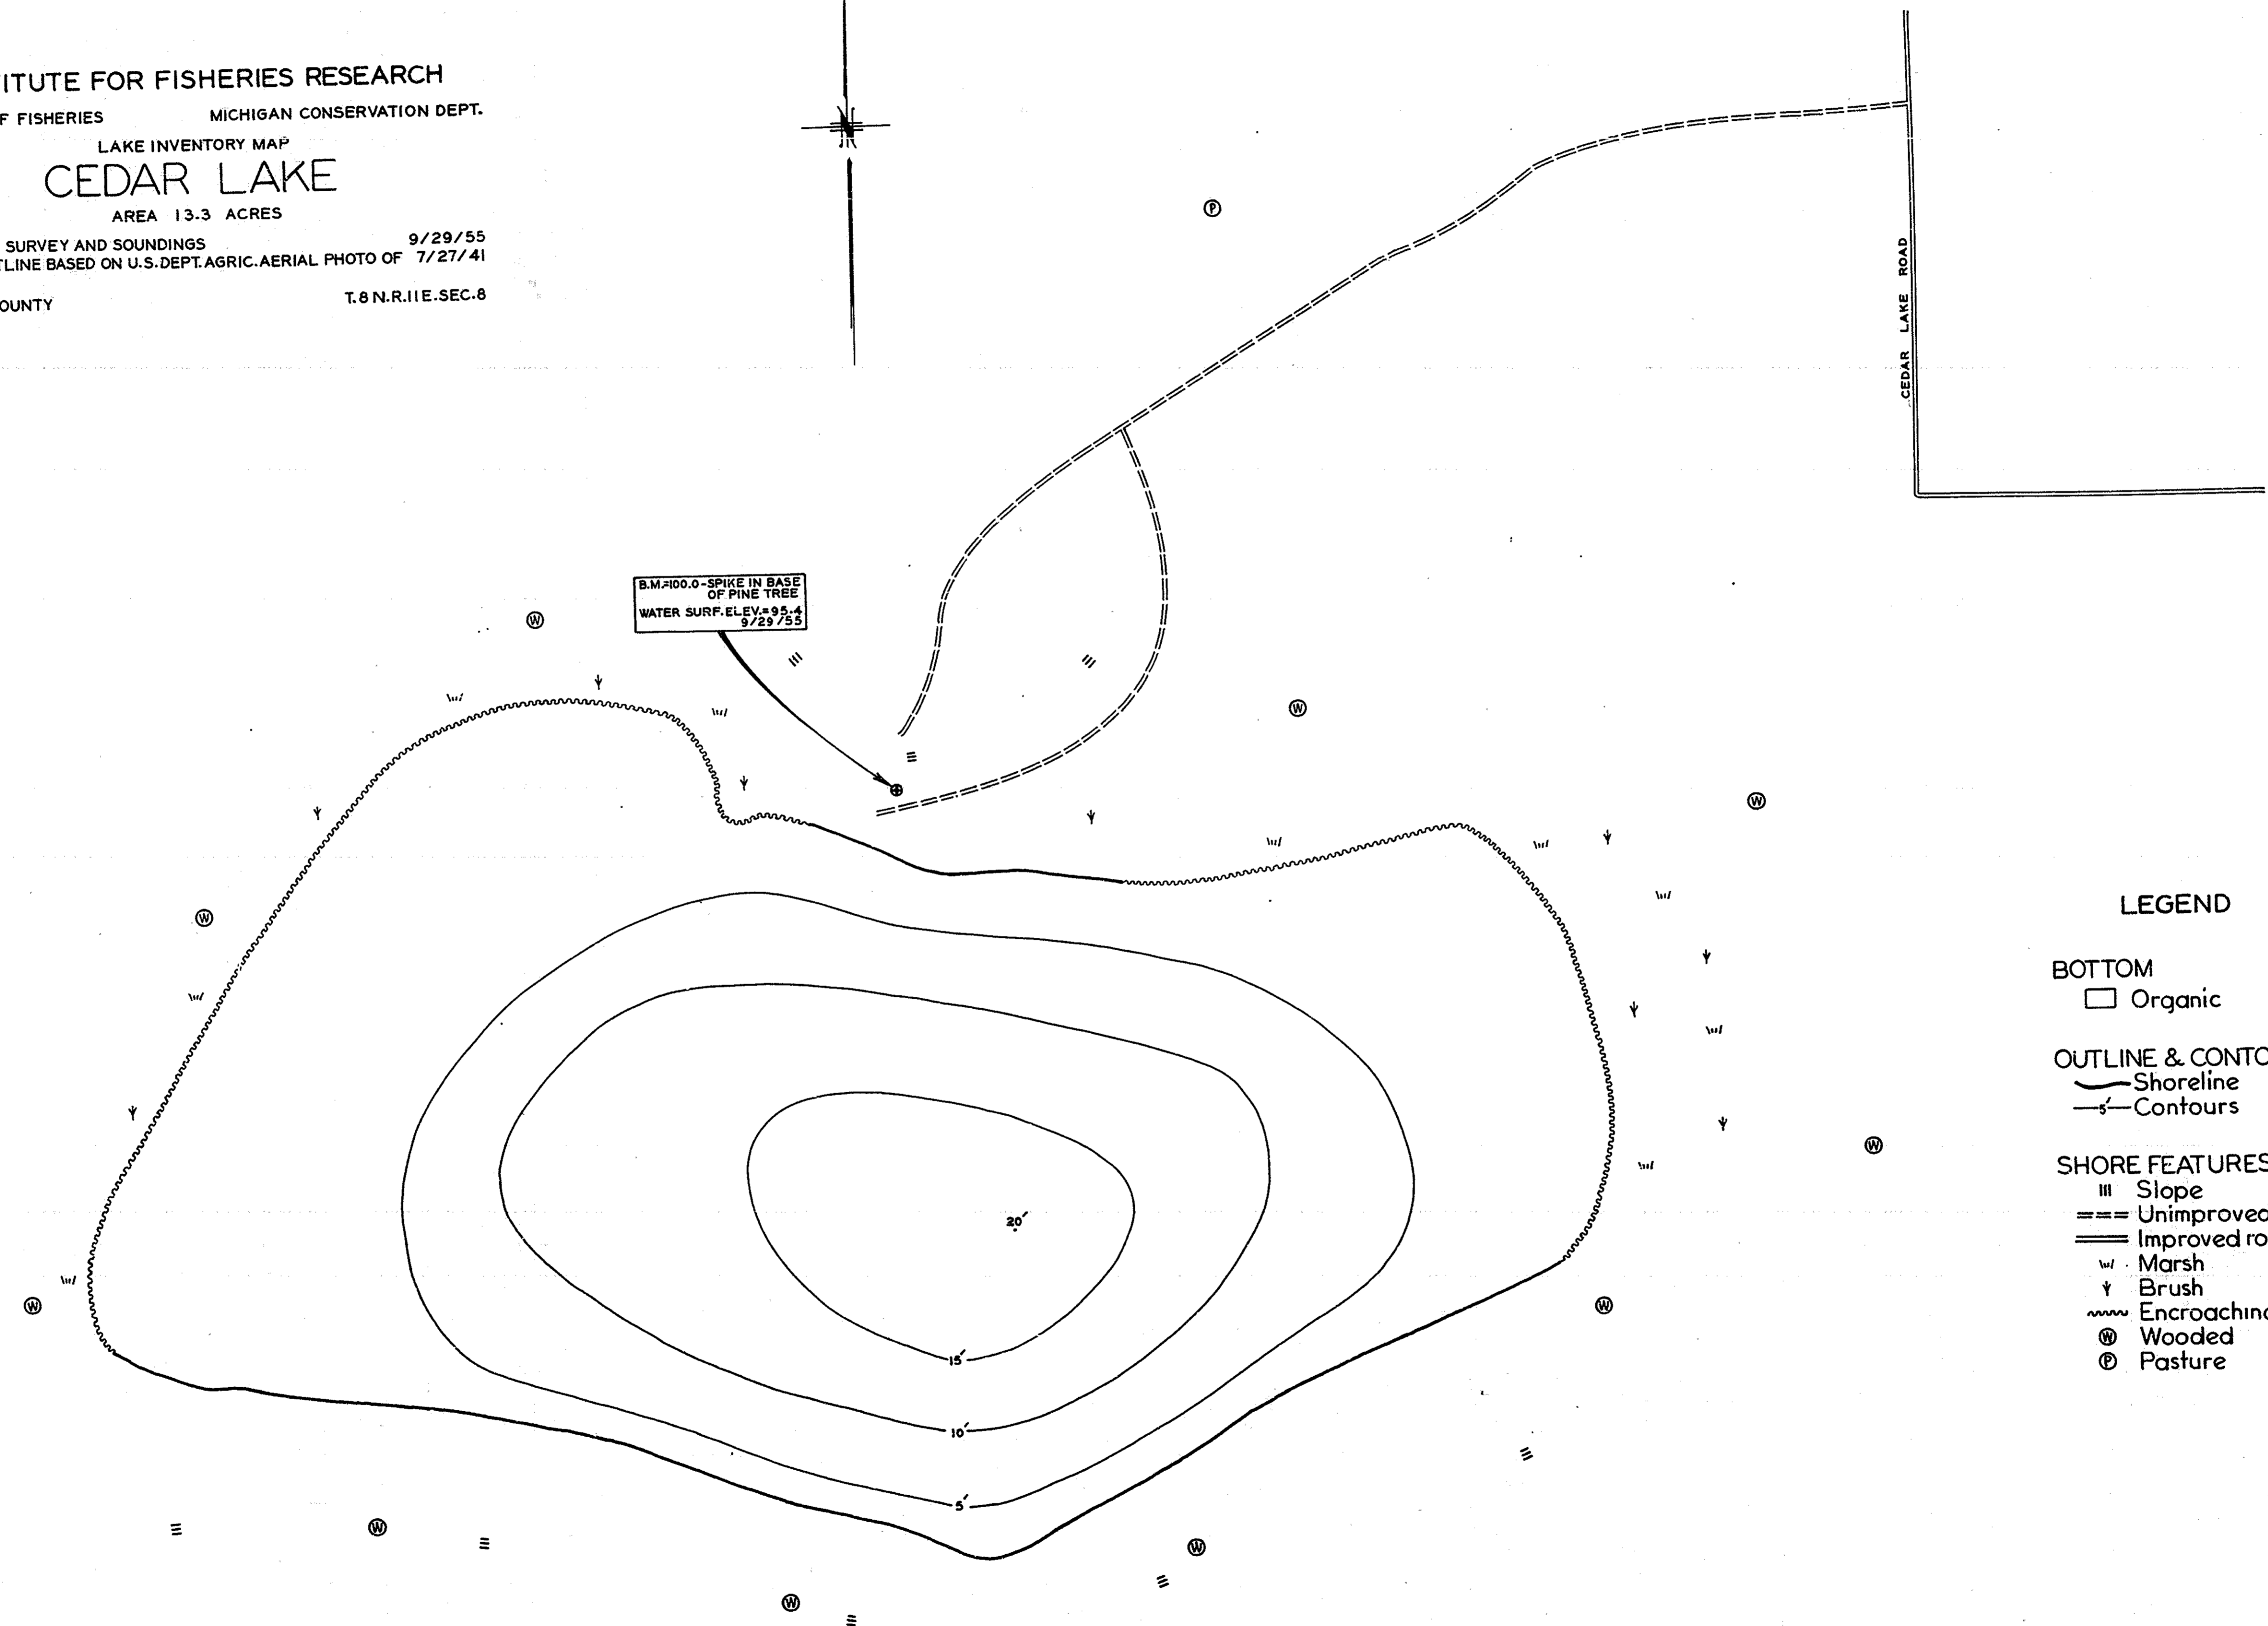 ITUTE FOR FISHERIES RESEARCH
F FISHERIES MICHIGAN CONSERVATION DEPT.
LAKE INVENTORY MAP
CEDAR LAKE
AREA 13.3 ACRES
SURVEY AND SOUNDINGS 9/29/55
TLINE BASED ON U.S.DEPT.AGRIC.AERIAL PHOTO OF 7/27/41
OUNTY T.8N.R.11E.SEC.8
N
P
CEDAR LAKE ROAD
B.M.=100.0-SPIKE IN BASE
OF PINE TREE
WATER SURF.ELEV.=95.4
9/29/55
W
W
W
W
W
W
W
W
W
W
20'
15'
10'
5'
LEGEND
BOTTOM
Organic
OUTLINE & CONTO
Shoreline
5' Contours
SHORE FEATURES
Slope
Unimproved
Improved ro
Marsh
Brush
Encroaching
W Wooded
P Pasture